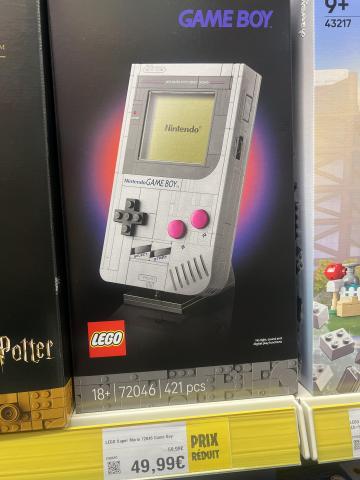 GAME BOY
9+
43217
Nintendo
Nintendo GAME BOY
LEGO
18+ 72046 421 pcs
Potter
LEGO Super Mario 72046 Game Boy
59,99€
49,99€
PRIX
RÉDUIT